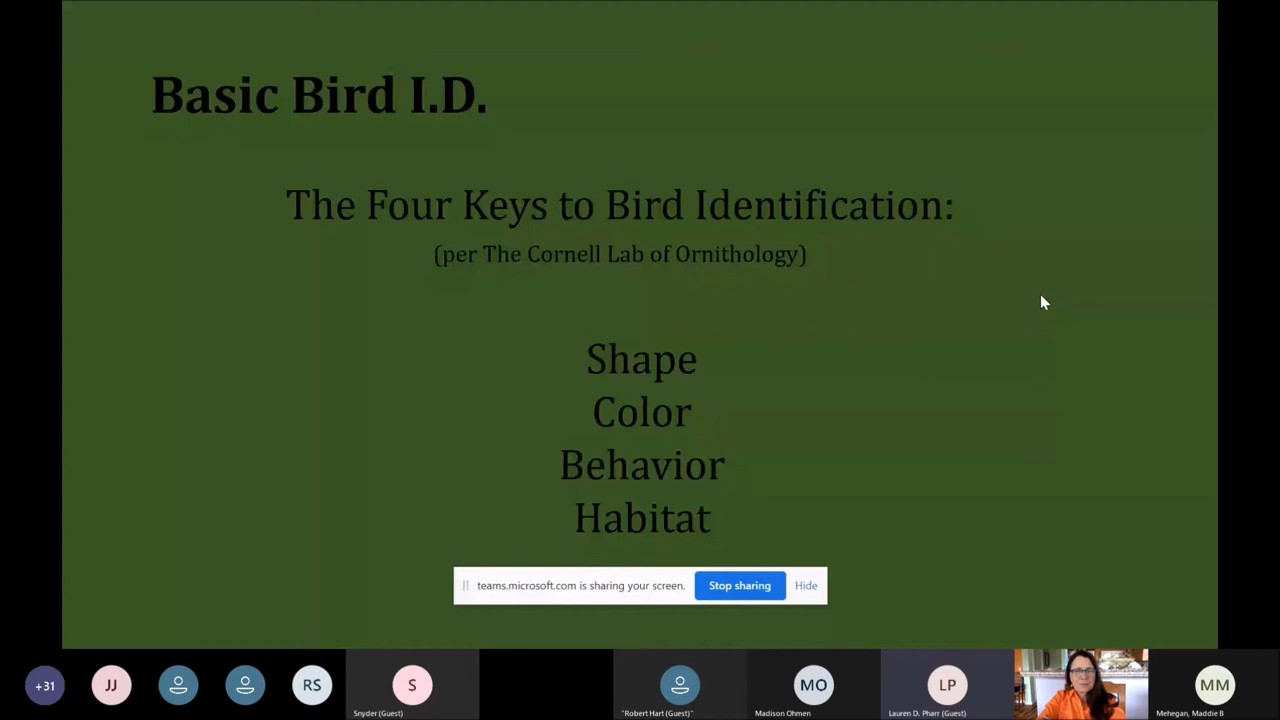 Basic Bird I.D.
The Four Keys to Bird Identification:
(per The Cornell Lab of Ornithology)
Shape
Color
Behavior
Habitat
teams.microsoft.com is sharing your screen. Stop sharing Hide
+31 JJ RS S MO LP MM
Snyder (Guest) "Robert Hart (Guest)" Madison Ohmen Lauren D. Pharr (Guest) Mehegan, Maddie B